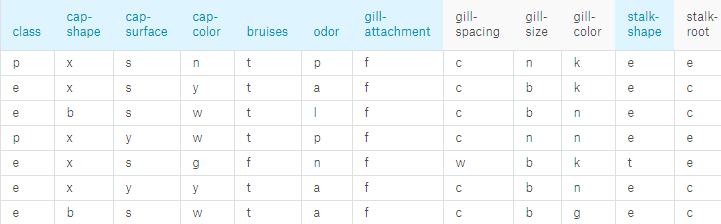 class cap-shape cap-surface cap-color bruises odor gill-attachment gill-spacing gill-size gill-color stalk-shape stalk-root
p x s n t p f c n k e e
e x s y t a f c b k e c
e b s w t l f c b n e c
p x y w t p f c n n e e
e x s g f n f w b k t e
e x y y t a f c b n e c
e b s w t a f c b g e c